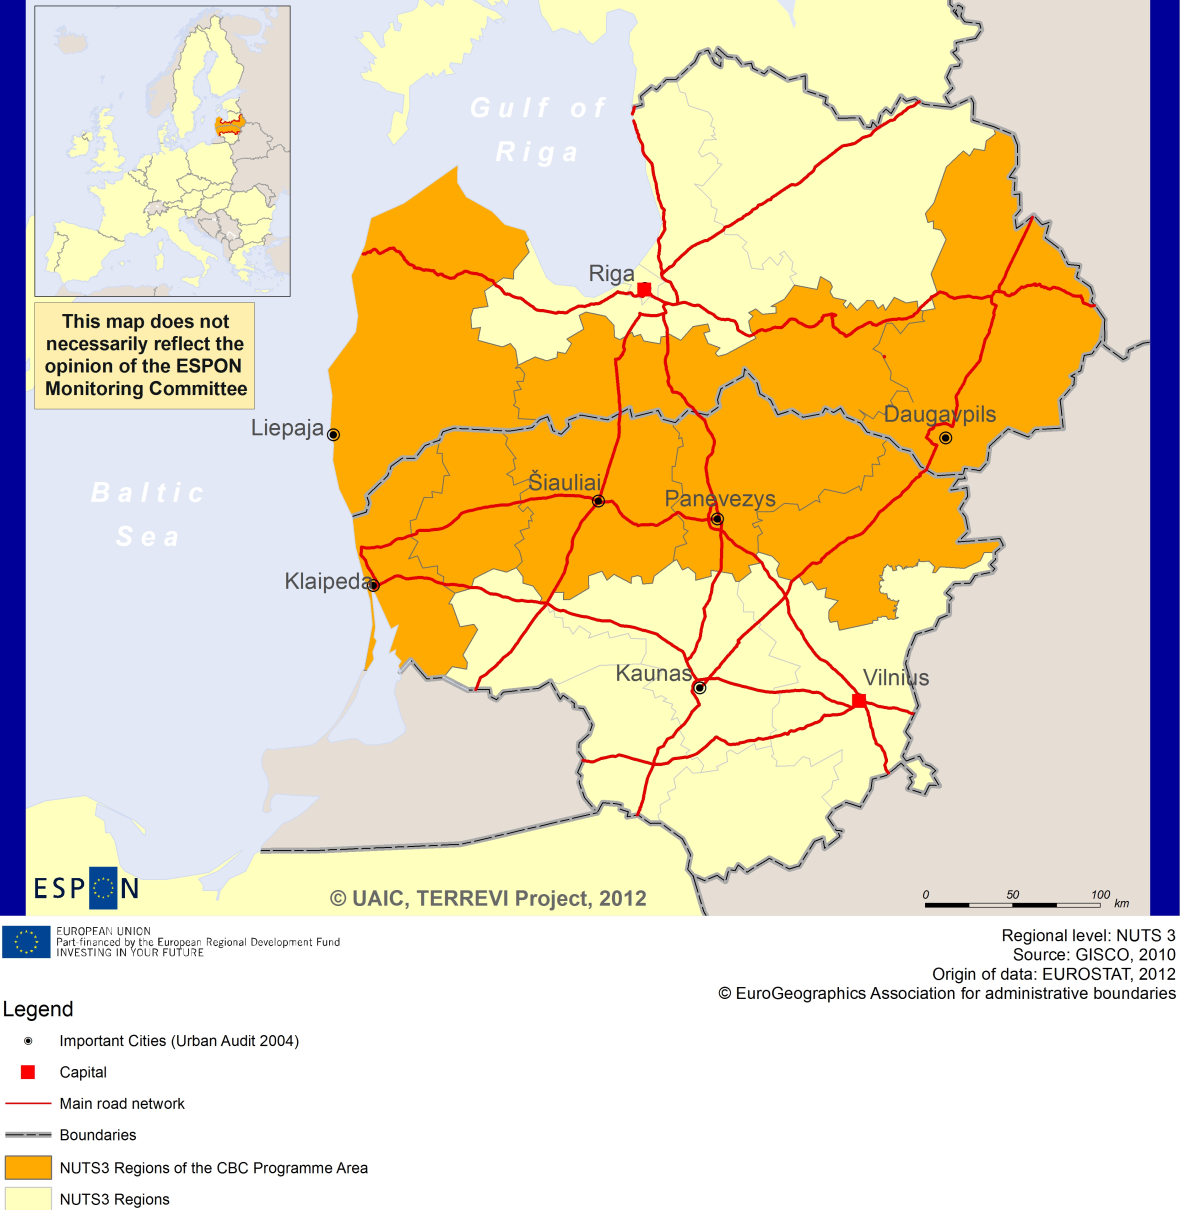 Gulf of
Riga
Riga
This map does not
necessarily reflect the
opinion of the ESPON
Monitoring Committee
Liepaja
Daugavpils
Šiauliai
Panevezys
Baltic
Sea
Klaipeda
Kaunas
Vilnius
ESPON
© UAIC, TERREVI Project, 2012
0 50 100
km
EUROPEAN UNION
Part-financed by the European Regional Development Fund
INVESTING IN YOUR FUTURE
Regional level: NUTS 3
Source: GISCO, 2010
Origin of data: EUROSTAT, 2012
© EuroGeographics Association for administrative boundaries
Legend
Important Cities (Urban Audit 2004)
Capital
Main road network
Boundaries
NUTS3 Regions of the CBC Programme Area
NUTS3 Regions